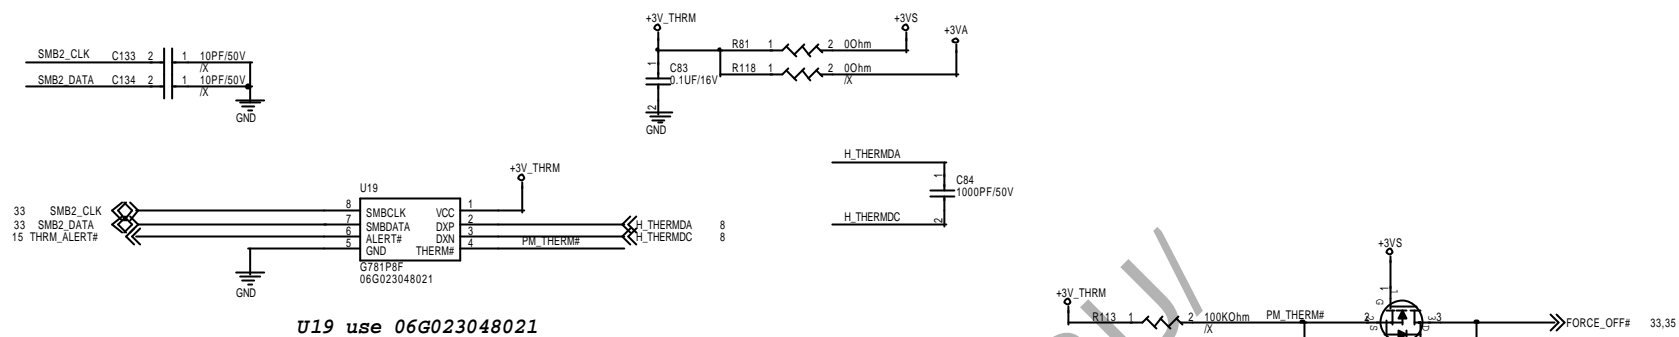 SMB2_CLK C133 2 1 10PF/50V
/X
SMB2_DATA C134 2 1 10PF/50V
/X
GND
+3V_THRM +3VS
+3VA
R81 1 2 0Ohm
R118 1 2 0Ohm
/X
1 C83
0.1UF/16V
2
GND
H_THERMDA
1 C84
1000PF/50V
H_THERMDC 2
+3V_THRM
U19
33 SMB2_CLK 8 SMBCLK VCC 1
33 SMB2_DATA 7 SMBDATA DXP 2 H_THERMDA 8
15 THRM_ALERT# 6 ALERT# DXN 3 H_THERMDC 8
5 GND THERM# 4 PM_THERM#
G781P8F
06G023048021
GND
U19 use 06G023048021
+3VS
+3V_THRM
1 1
G
R113 1 2 100KOhm PM_THERM# 2 3 FORCE_OFF# 33,35
/X
2 S 3 D